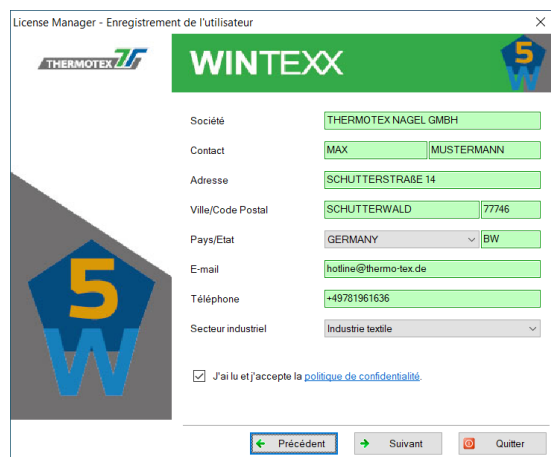 License Manager - Enregistrement de l'utilisateur
THERMOTEX
WINTEXX
5
W
Société THERMOTEX NAGEL GMBH
Contact MAX MUSTERMANN
Adresse SCHUTTERSTRAßE 14
Ville/Code Postal SCHUTTERWALD 77746
Pays/Etat GERMANY BW
E-mail hotline@thermo-tex.de
Téléphone +49781961636
Secteur industriel Industrie textile
5
W
J'ai lu et j'accepte la politique de confidentialité.
Précédent Suivant Quitter